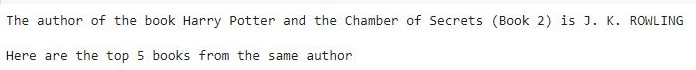 The author of the book Harry Potter and the Chamber of Secrets (Book 2) is J. K. ROWLING
Here are the top 5 books from the same author